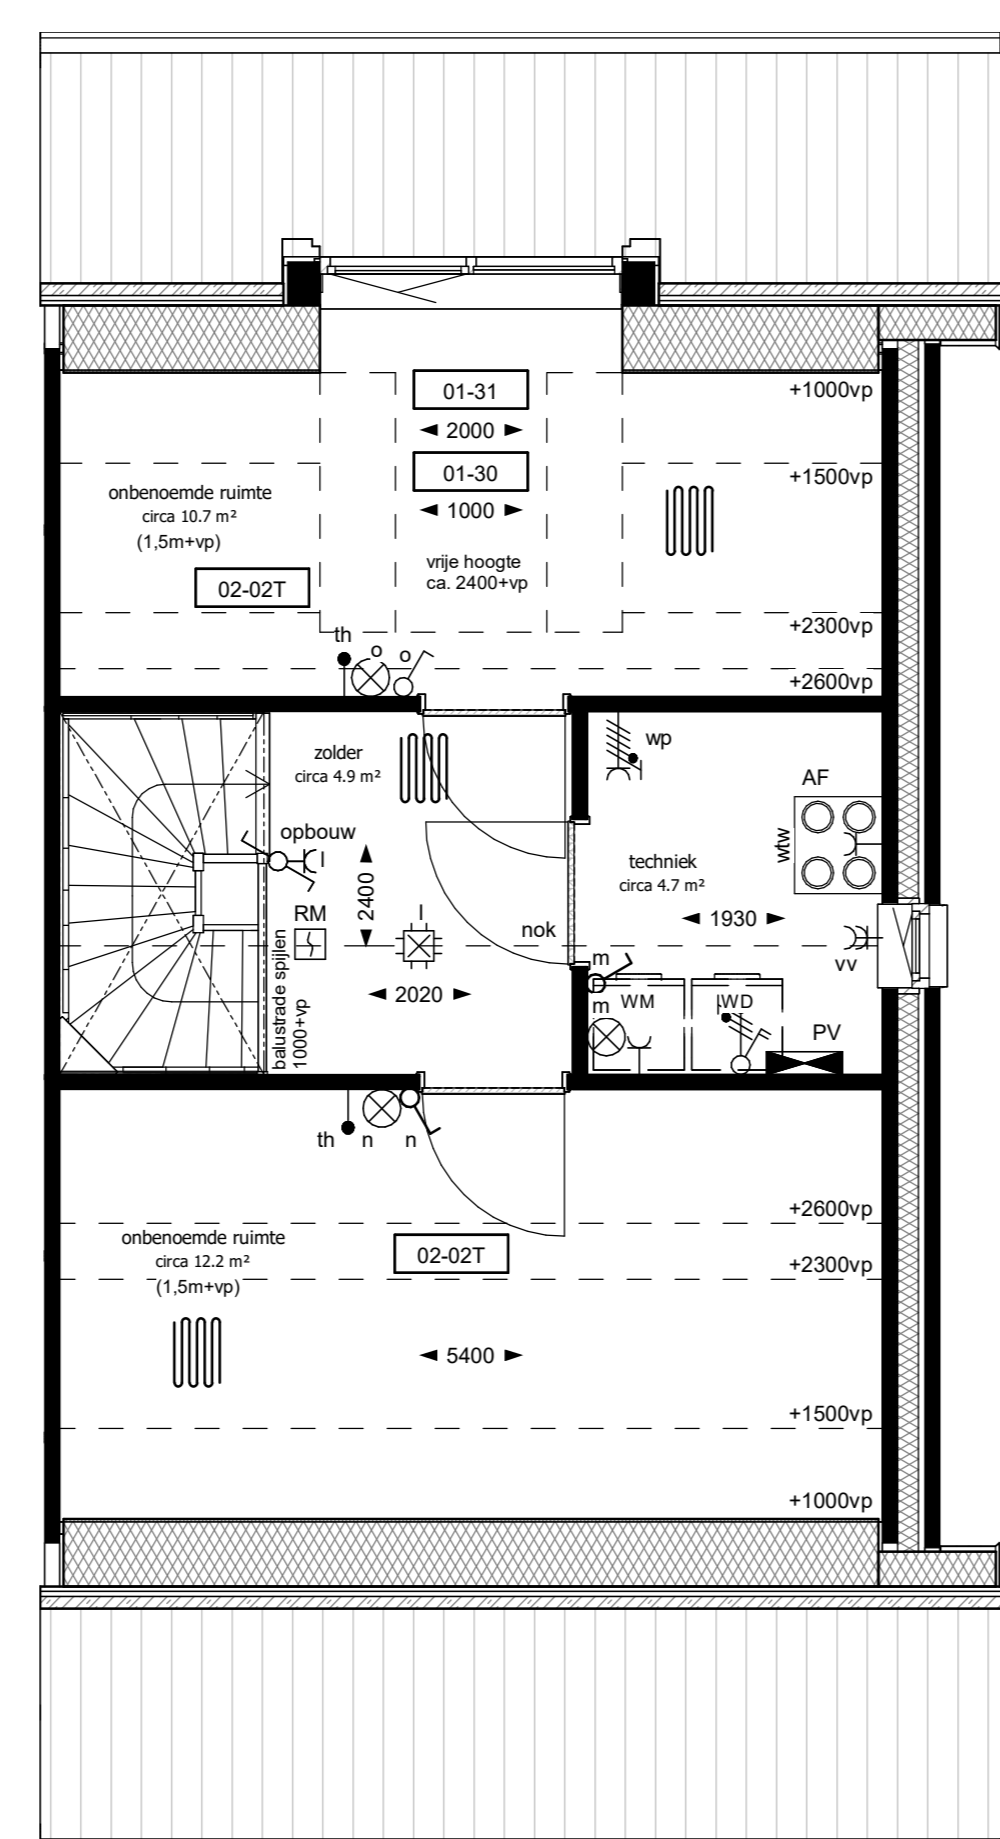 01-31
+1000vp
2000
01-30
+1500vp
onbenoemde ruimte
circa 10.7 m²
(1,5m+vp)
1000
vrije hoogte
ca. 2400+vp
02-02T
+2300vp
th
o
o
+2600vp
zolder
circa 4.9 m²
wp
AF
wtw
opbouw
techniek
circa 4.7 m²
2400
RM
l
1930
nok
vv
balustrade spijlen
1000+vp
m
2020
WM
WD
m
PV
th
n
n
+2600vp
onbenoemde ruimte
circa 12.2 m²
(1,5m+vp)
02-02T
+2300vp
5400
+1500vp
+1000vp